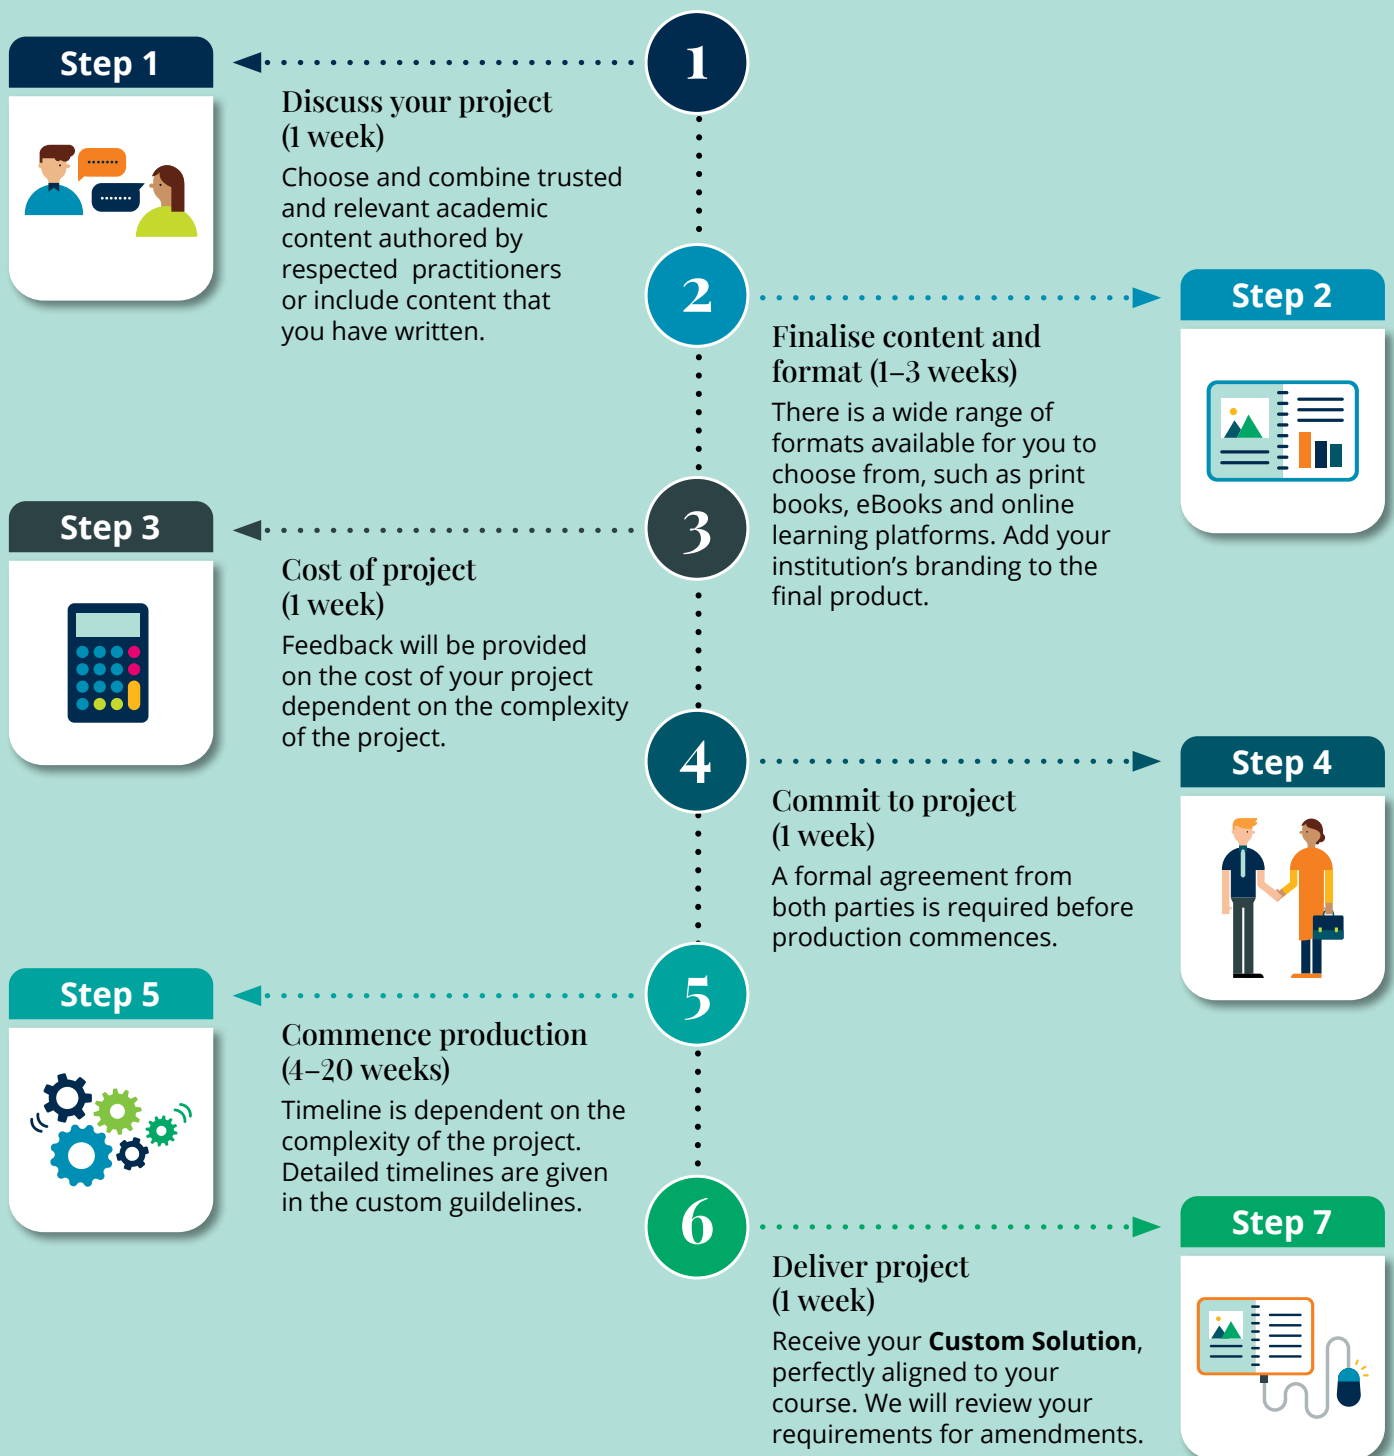 Step 1
1
Discuss your project
(1 week)
Choose and combine trusted
and relevant academic
content authored by
respected  practitioners
or include content that
you have written.
2
Step 2
Finalise content and
format (1–3 weeks)
There is a wide range of
formats available for you to
choose from, such as print
books, eBooks and online
learning platforms. Add your
institution’s branding to the
final product.
Step 3
3
Cost of project
(1 week)
Feedback will be provided
on the cost of your project
dependent on the complexity
of the project.
4
Step 4
Commit to project
(1 week)
A formal agreement from
both parties is required before
production commences.
Step 5
5
Commence production
(4–20 weeks)
Timeline is dependent on the
complexity of the project.
Detailed timelines are given
in the custom guildelines.
6
Step 7
Deliver project
(1 week)
Receive your Custom Solution,
perfectly aligned to your
course. We will review your
requirements for amendments.